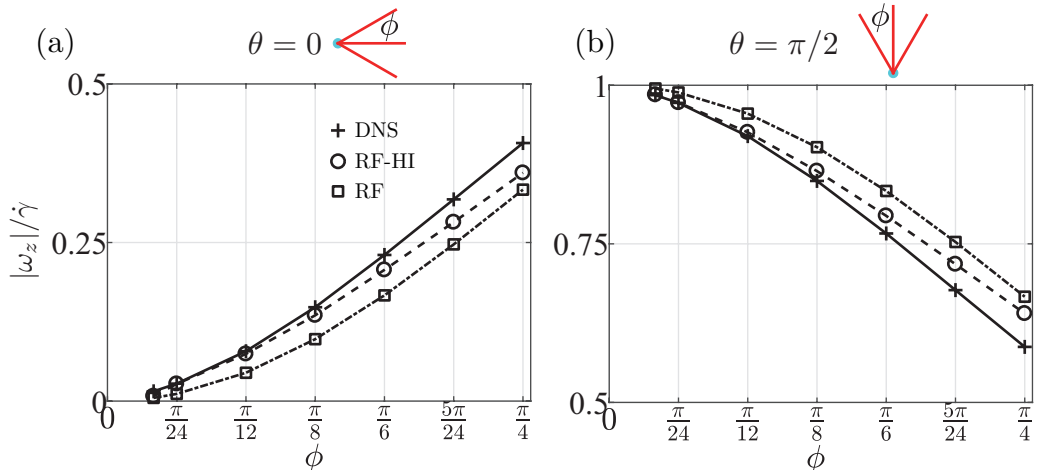 (a) θ = 0 ϕ
0.5
DNS
RF-HI
RF
0.25
0
|ω_z|/γ̇
0 π/24 π/12 π/8 π/6 5π/24 π/4
ϕ
(b) θ = π/2 ϕ
1
0.75
0.5
0 π/24 π/12 π/8 π/6 5π/24 π/4
ϕ